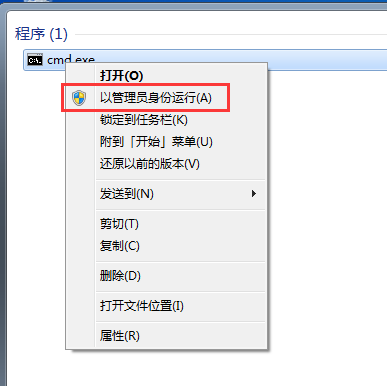 程序 (1)
cmd.exe
打开(O)
以管理员身份运行(A)
锁定到任务栏(K)
附到「开始」菜单(U)
还原以前的版本(V)
发送到(N)
剪切(T)
复制(C)
删除(D)
打开文件位置(I)
属性(R)